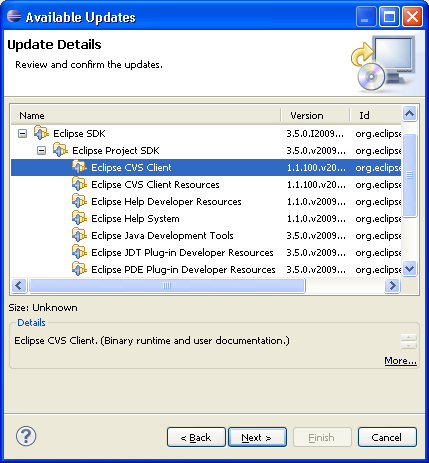 Available Updates
Update Details
Review and confirm the updates.
Name Version Id
Eclipse SDK 3.5.0.I2009... org.eclipse
Eclipse Project SDK 3.5.0.v2009... org.eclipse
Eclipse CVS Client 1.1.100.v20... org.eclipse
Eclipse CVS Client Resources 1.1.100.v20... org.eclipse
Eclipse Help Developer Resources 1.1.0.v2009... org.eclipse
Eclipse Help System 1.1.0.v2009... org.eclipse
Eclipse Java Development Tools 3.5.0.v2009... org.eclipse
Eclipse JDT Plug-in Developer Resources 3.5.0.v2009... org.eclipse
Eclipse PDE Plug-in Developer Resources 3.5.0.v2009... org.eclipse
Size: Unknown
Details
Eclipse CVS Client. (Binary runtime and user documentation.)
More...
? < Back Next > Finish Cancel